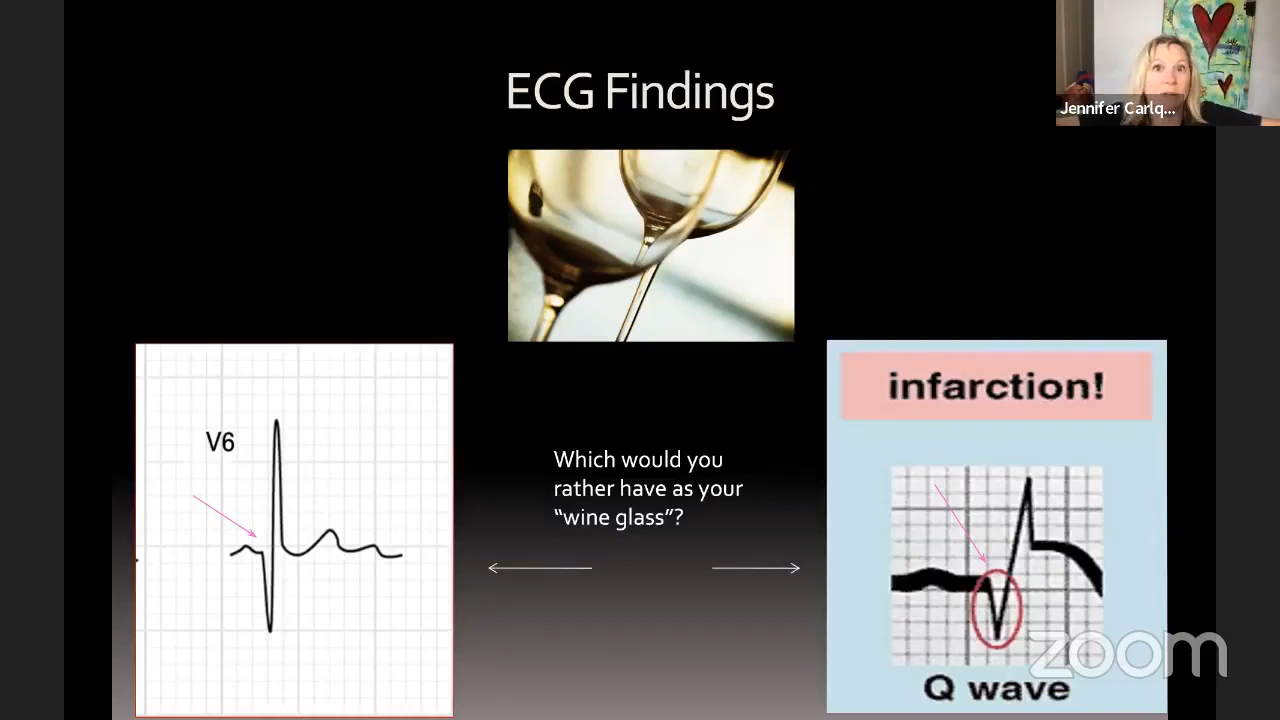 ECG Findings
Jennifer Carlq...
infarction!
V6
Which would you
rather have as your
“wine glass”?
zoom
Q wave